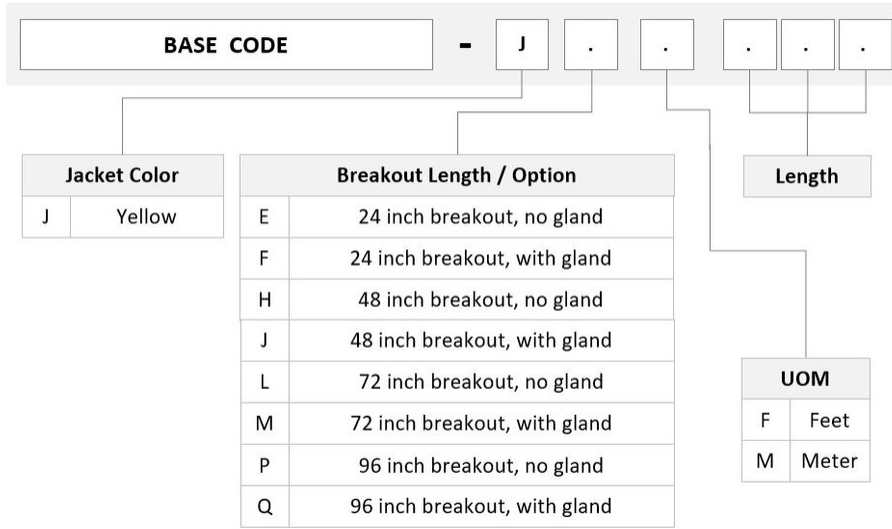 BASE CODE - J . . . . .
Jacket Color
J Yellow
Breakout Length / Option
E 24 inch breakout, no gland
F 24 inch breakout, with gland
H 48 inch breakout, no gland
J 48 inch breakout, with gland
L 72 inch breakout, no gland
M 72 inch breakout, with gland
P 96 inch breakout, no gland
Q 96 inch breakout, with gland
Length
UOM
F Feet
M Meter